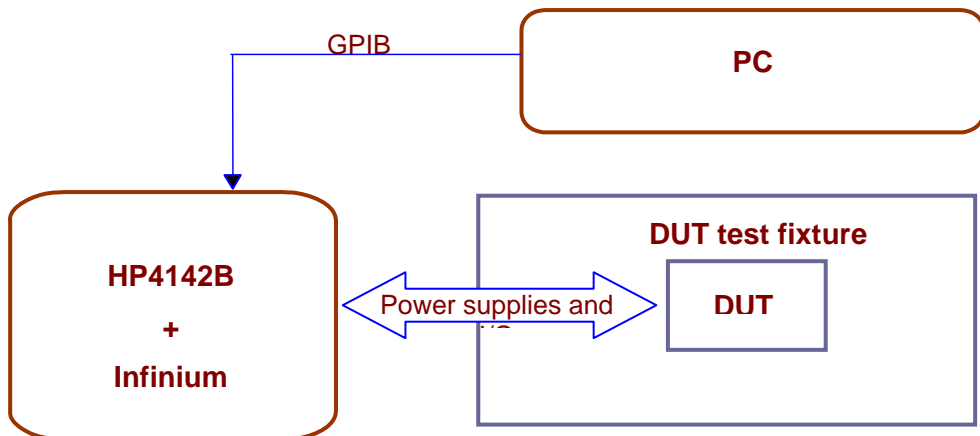 GPIB
PC
DUT test fixture
HP4142B
+
Infinium
Power supplies and
DUT